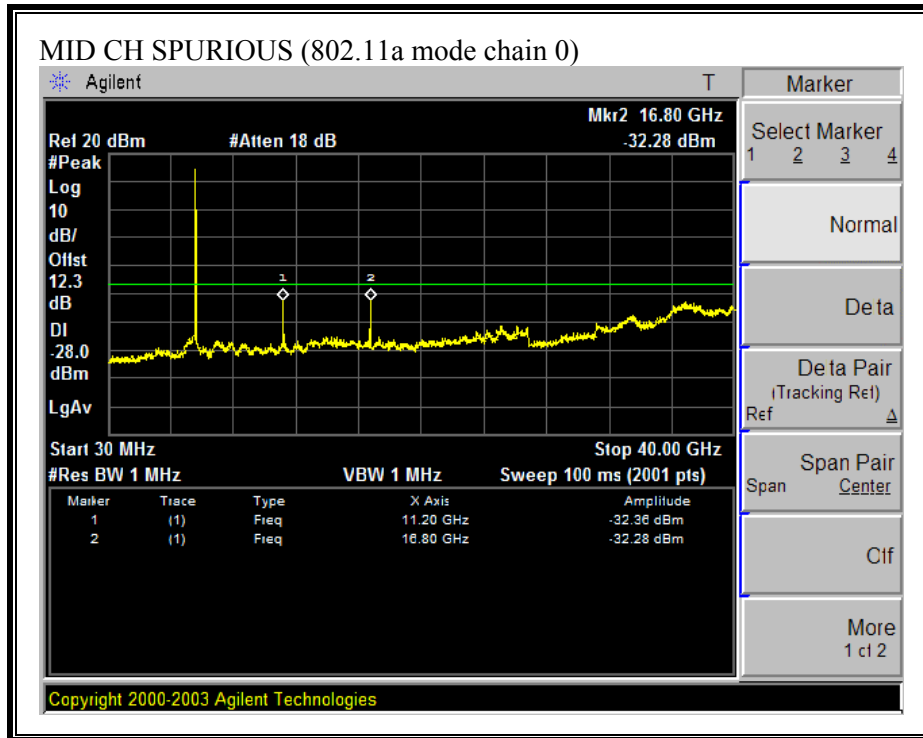 MID CH SPURIOUS (802.11a mode chain 0)
Agilent T
Mkr2 16.80 GHz
Ref 20 dBm #Atten 18 dB -32.28 dBm
#Peak
Log
10
dB/
Offst
12.3
dB
DI
-28.0
dBm
LgAv
1 2
Start 30 MHz Stop 40.00 GHz
#Res BW 1 MHz VBW 1 MHz Sweep 100 ms (2001 pts)
Marker Trace Type X Axis Amplitude
1 (1) Freq 11.20 GHz -32.36 dBm
2 (1) Freq 16.80 GHz -32.28 dBm
Copyright 2000-2003 Agilent Technologies
Marker
Select Marker
1 2 3 4
Normal
Delta
Delta Pair
(Tracking Ref)
Ref Δ
Span Pair
Span Center
Off
More
1 of 2